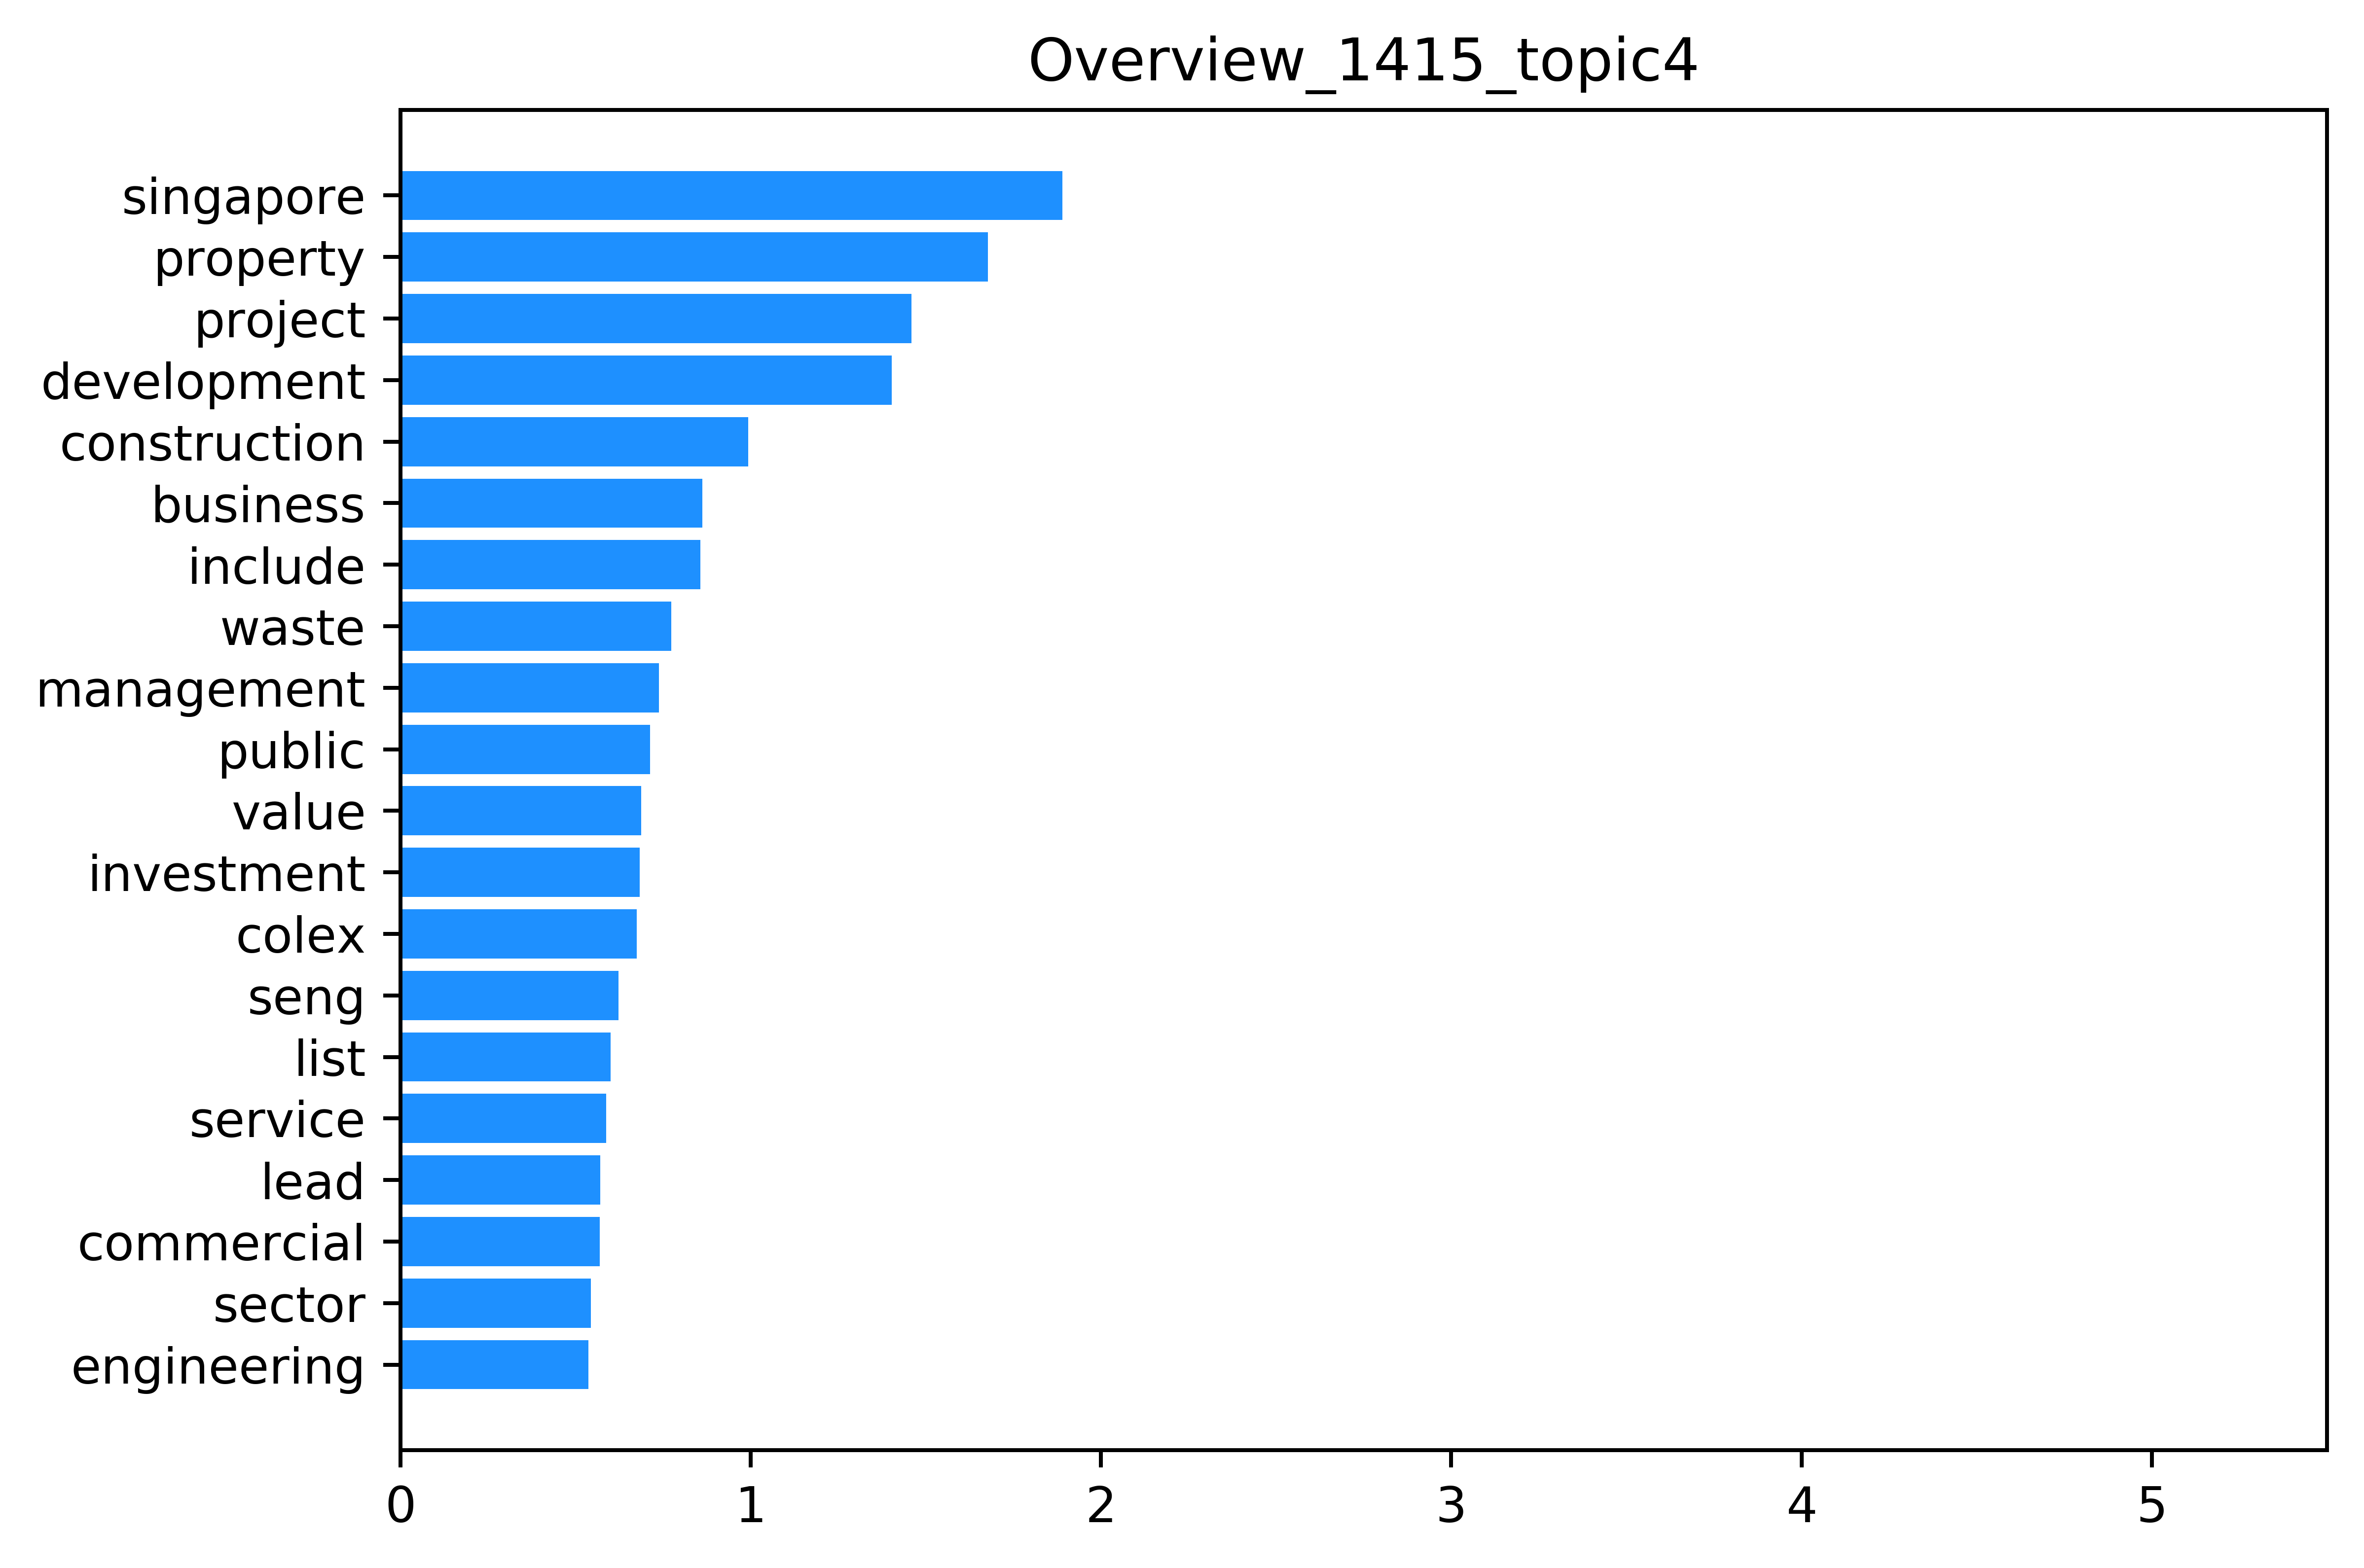 Overview_1415_topic4
singapore
property
project
development
construction
business
include
waste
management
public
value
investment
colex
seng
list
service
lead
commercial
sector
engineering
0 1 2 3 4 5